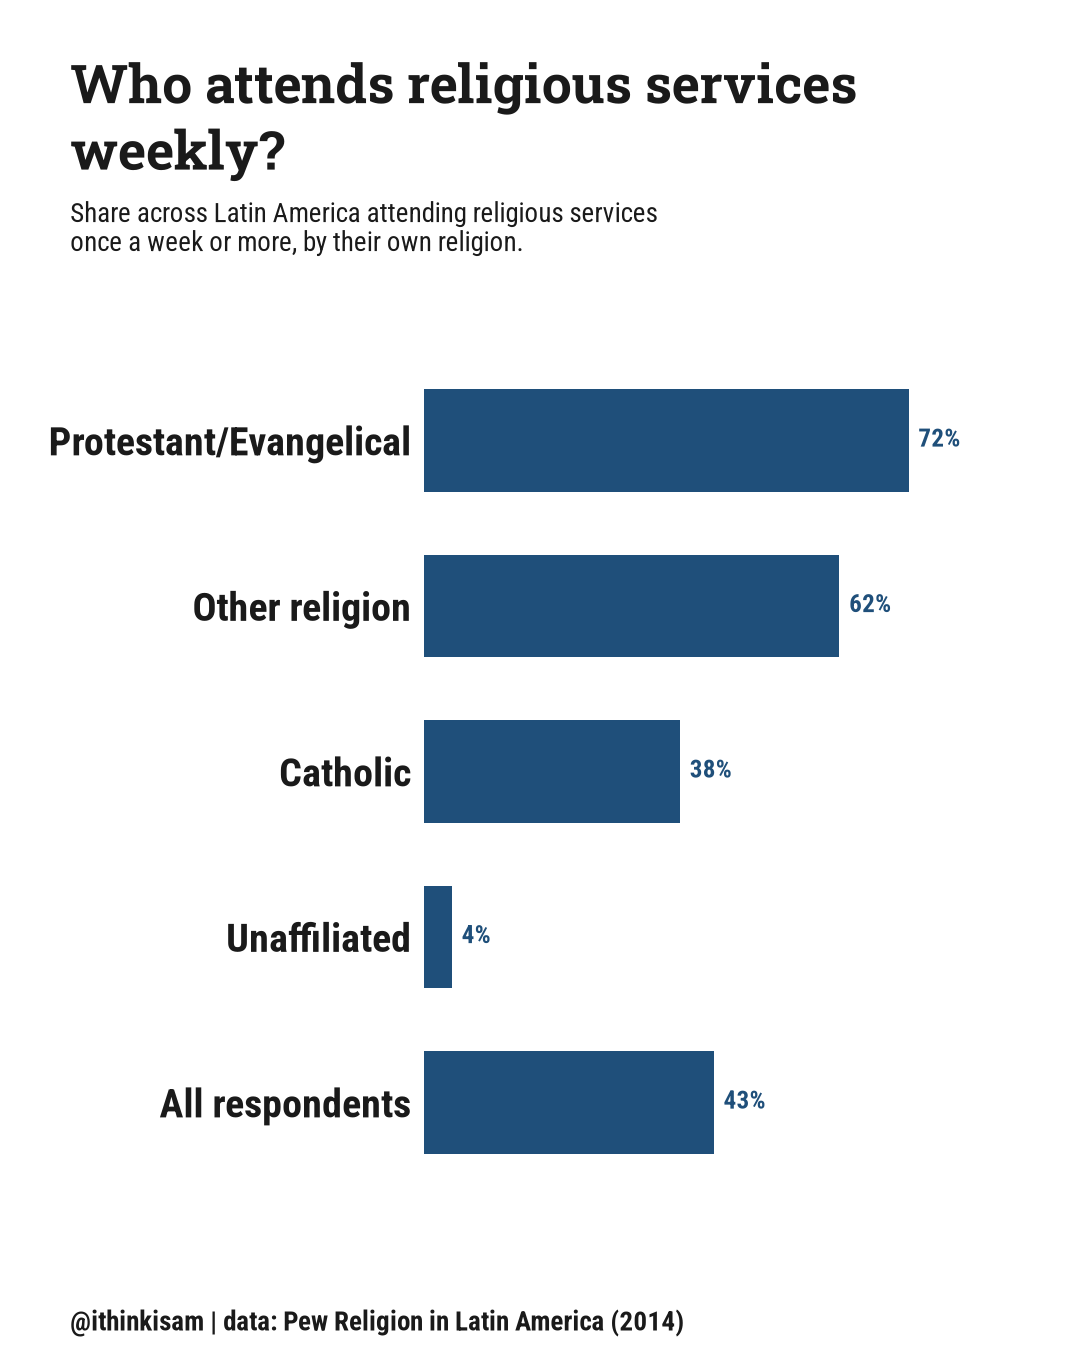 Who attends religious services
weekly?
Share across Latin America attending religious services
once a week or more, by their own religion.
Protestant/Evangelical 72%
Other religion 62%
Catholic 38%
Unaffiliated 4%
All respondents 43%
@ithinkisam | data: Pew Religion in Latin America (2014)